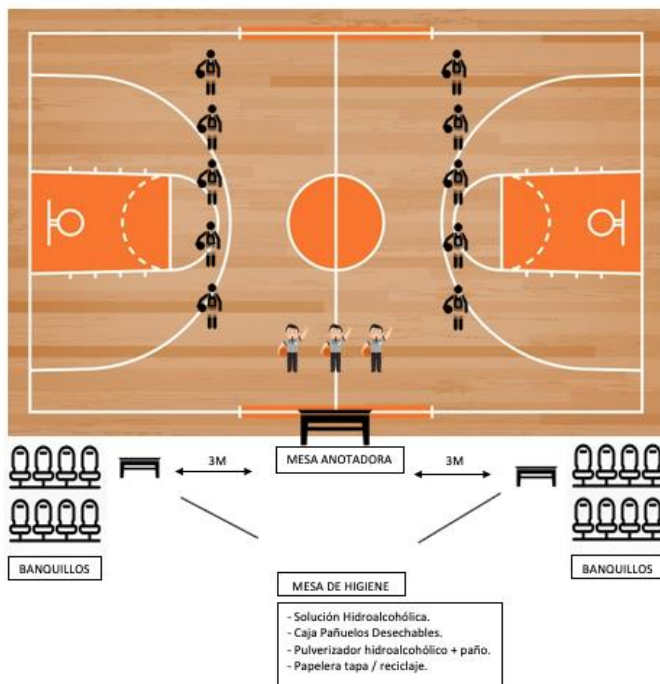 3M
MESA ANOTADORA
3M
BANQUILLOS
BANQUILLOS
MESA DE HIGIENE
- Solución Hidroalcohólica.
- Caja Pañuelos Desechables.
- Pulverizador hidroalcohólico + paño.
- Papelera tapa / reciclaje.